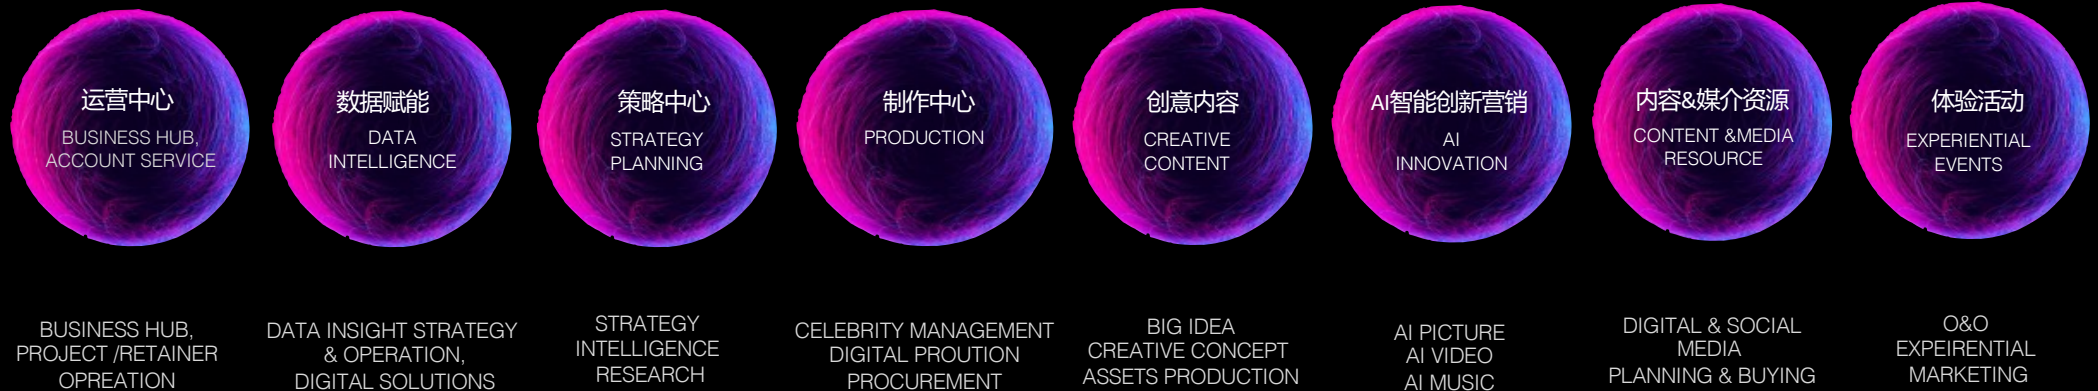 运营中心
BUSINESS HUB,
ACCOUNT SERVICE
数据赋能
DATA
INTELLIGENCE
策略中心
STRATEGY
PLANNING
制作中心
PRODUCTION
创意内容
CREATIVE
CONTENT
AI智能创新营销
AI
INNOVATION
内容&媒介资源
CONTENT &MEDIA
RESOURCE
体验活动
EXPERIENTIAL
EVENTS
BUSINESS HUB,
PROJECT /RETAINER
OPREATION
DATA INSIGHT STRATEGY
& OPERATION,
DIGITAL SOLUTIONS
STRATEGY
INTELLIGENCE
RESEARCH
CELEBRITY MANAGEMENT
DIGITAL PROUTION
PROCUREMENT
BIG IDEA
CREATIVE CONCEPT
ASSETS PRODUCTION
AI PICTURE
AI VIDEO
AI MUSIC
DIGITAL & SOCIAL
MEDIA
PLANNING & BUYING
O&O
EXPEIRENTIAL
MARKETING